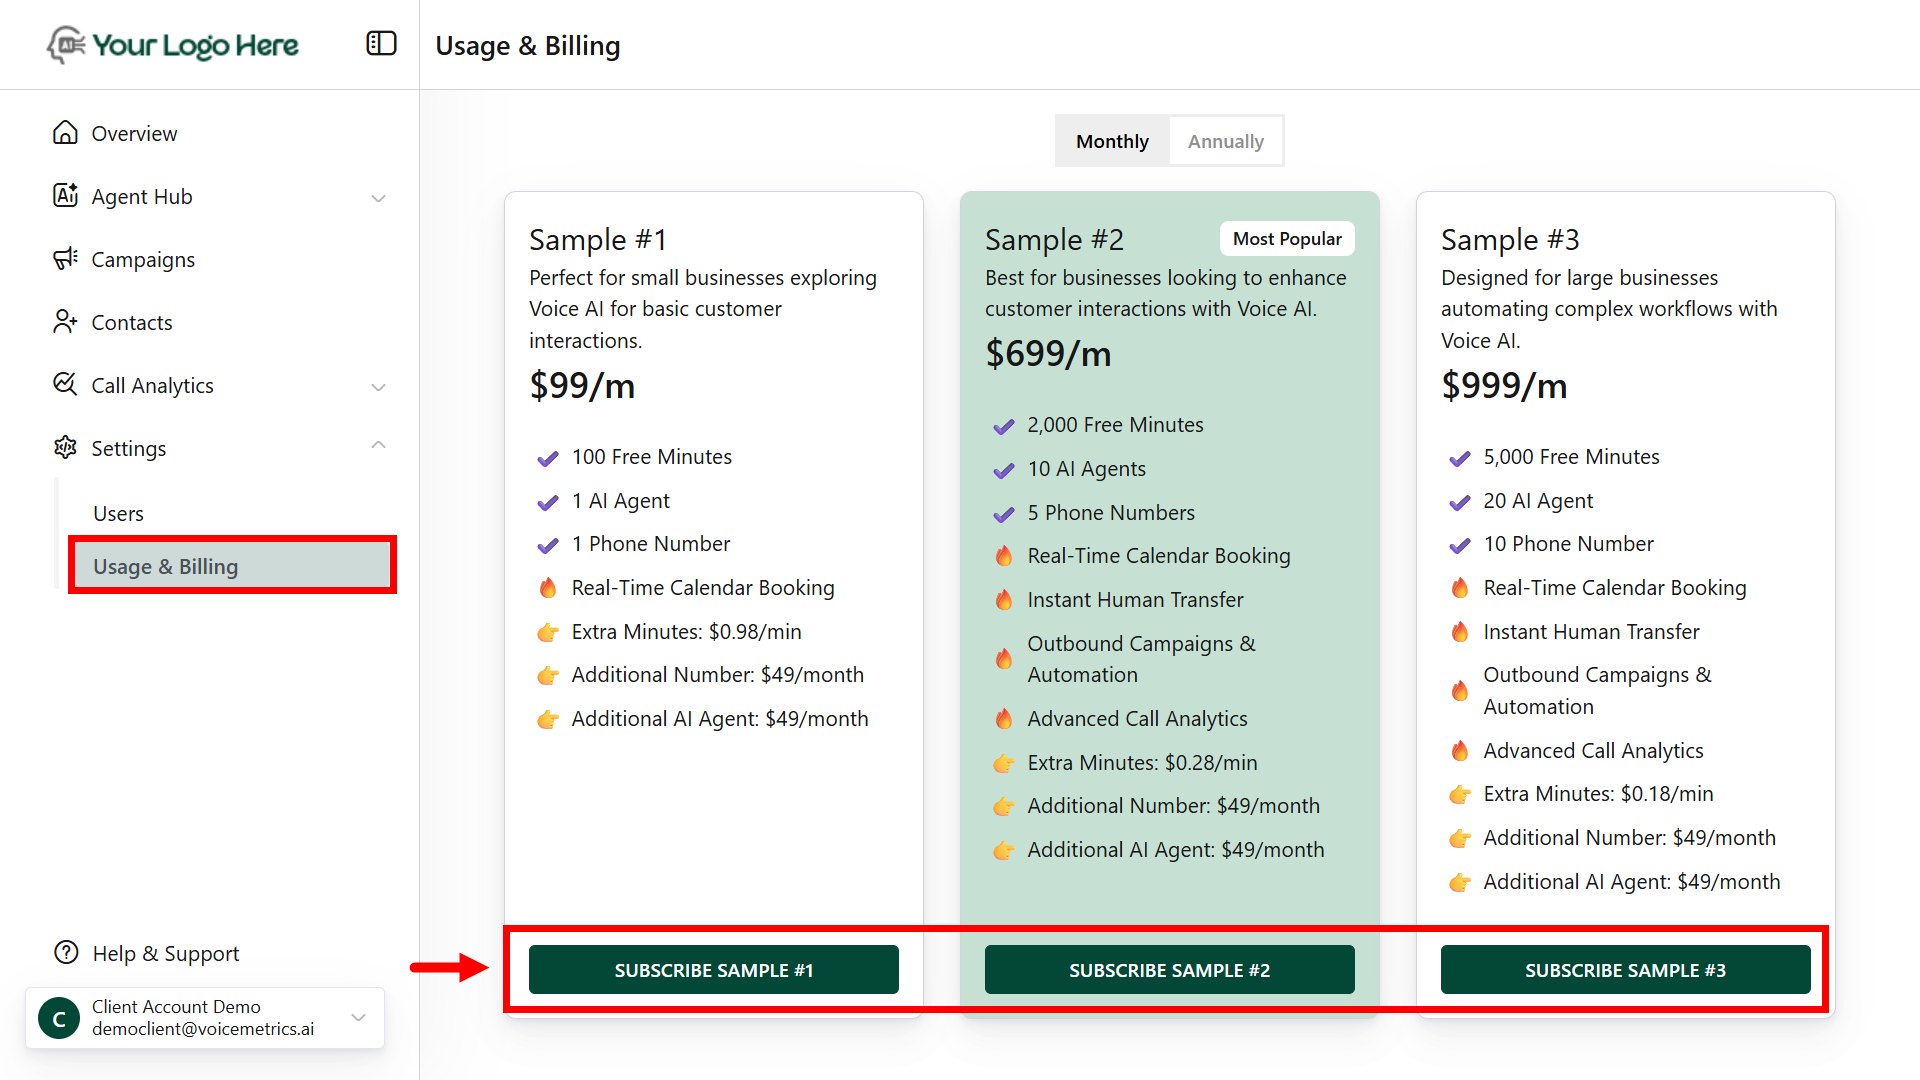 Your Logo Here
Usage & Billing
Overview
Agent Hub
Campaigns
Contacts
Call Analytics
Settings
Users
Usage & Billing
Help & Support
C
Client Account Demo
democlient@voicemetrics.ai
Monthly
Annually
Sample #1
Perfect for small businesses exploring
Voice AI for basic customer
interactions.
$99/m
100 Free Minutes
1 AI Agent
1 Phone Number
Real-Time Calendar Booking
Extra Minutes: $0.98/min
Additional Number: $49/month
Additional AI Agent: $49/month
SUBSCRIBE SAMPLE #1
Sample #2
Most Popular
Best for businesses looking to enhance
customer interactions with Voice AI.
$699/m
2,000 Free Minutes
10 AI Agents
5 Phone Numbers
Real-Time Calendar Booking
Instant Human Transfer
Outbound Campaigns &
Automation
Advanced Call Analytics
Extra Minutes: $0.28/min
Additional Number: $49/month
Additional AI Agent: $49/month
SUBSCRIBE SAMPLE #2
Sample #3
Designed for large businesses
automating complex workflows with
Voice AI.
$999/m
5,000 Free Minutes
20 AI Agent
10 Phone Number
Real-Time Calendar Booking
Instant Human Transfer
Outbound Campaigns &
Automation
Advanced Call Analytics
Extra Minutes: $0.18/min
Additional Number: $49/month
Additional AI Agent: $49/month
SUBSCRIBE SAMPLE #3